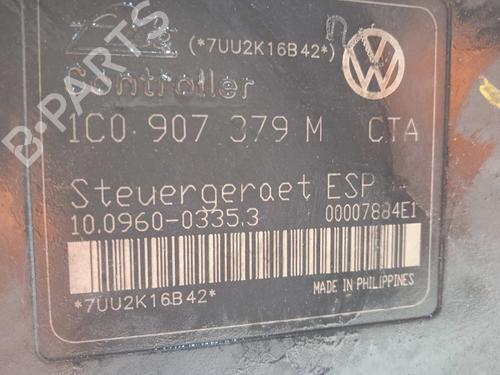 (*7UU2K16B42*)
Controller
1C0 907 379 M CTA
Steuergeraet ESP
10.0960-0335.3 00007884E1
*7UU2K16B42*
MADE IN PHILIPPINES
B-PARTS